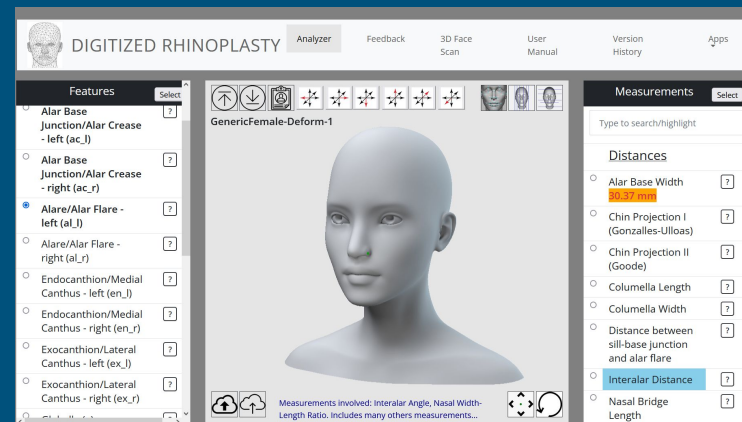 DIGITIZED RHINOPLASTY
Analyzer
Feedback
3D Face
Scan
User
Manual
Version
History
Apps
Features
Select
Alar Base
Junction/Alar Crease
- left (ac_l)
?
Alar Base
Junction/Alar Crease
- right (ac_r)
?
Alare/Alar Flare -
left (al_l)
?
Alare/Alar Flare -
right (al_r)
?
Endocanthion/Medial
Canthus - left (en_l)
?
Endocanthion/Medial
Canthus - right (en_r)
?
Exocanthion/Lateral
Canthus - left (ex_l)
?
Exocanthion/Lateral
Canthus - right (ex_r)
?
GenericFemale-Deform-1
Measurements involved: Interalar Angle, Nasal Width-
Length Ratio. Includes many others measurements...
Measurements
Select
Type to search/highlight
Distances
Alar Base Width
30.37 mm
?
Chin Projection I
(Gonzalles-Ulloas)
?
Chin Projection II
(Goode)
?
Columella Length
?
Columella Width
?
Distance between
sill-base junction
and alar flare
?
Interalar Distance
?
Nasal Bridge
Length
?